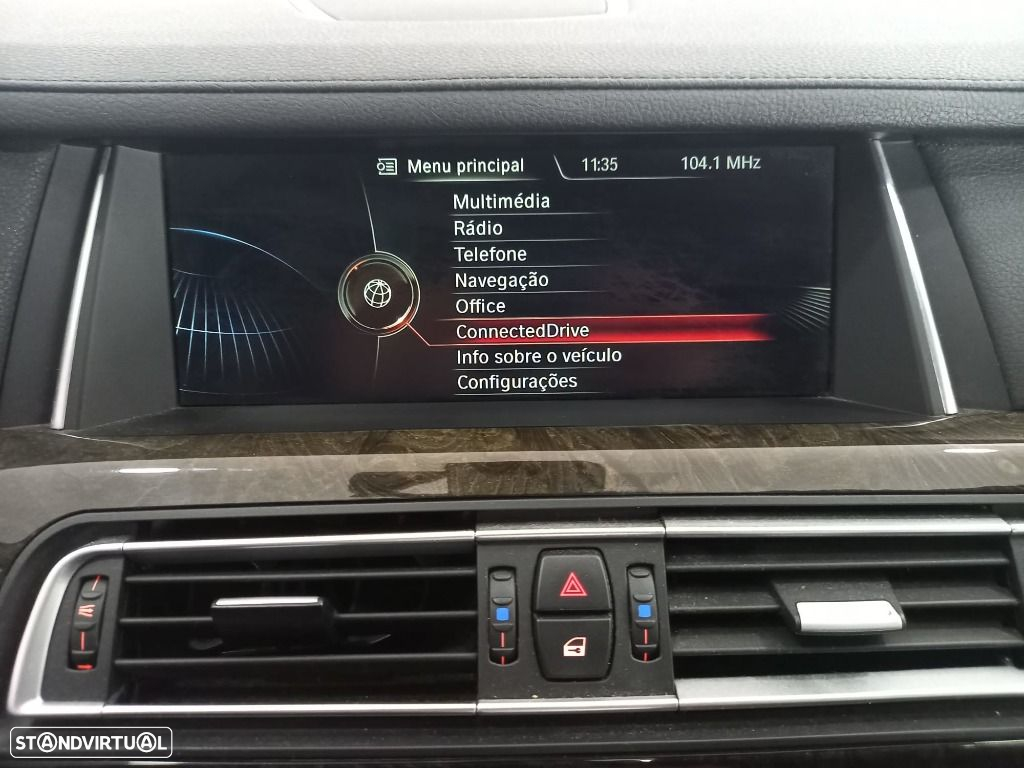 Menu principal 11:35 104.1 MHz
Multimédia
Rádio
Telefone
Navegação
Office
ConnectedDrive
Info sobre o veículo
Configurações
STANDVIRTUAL